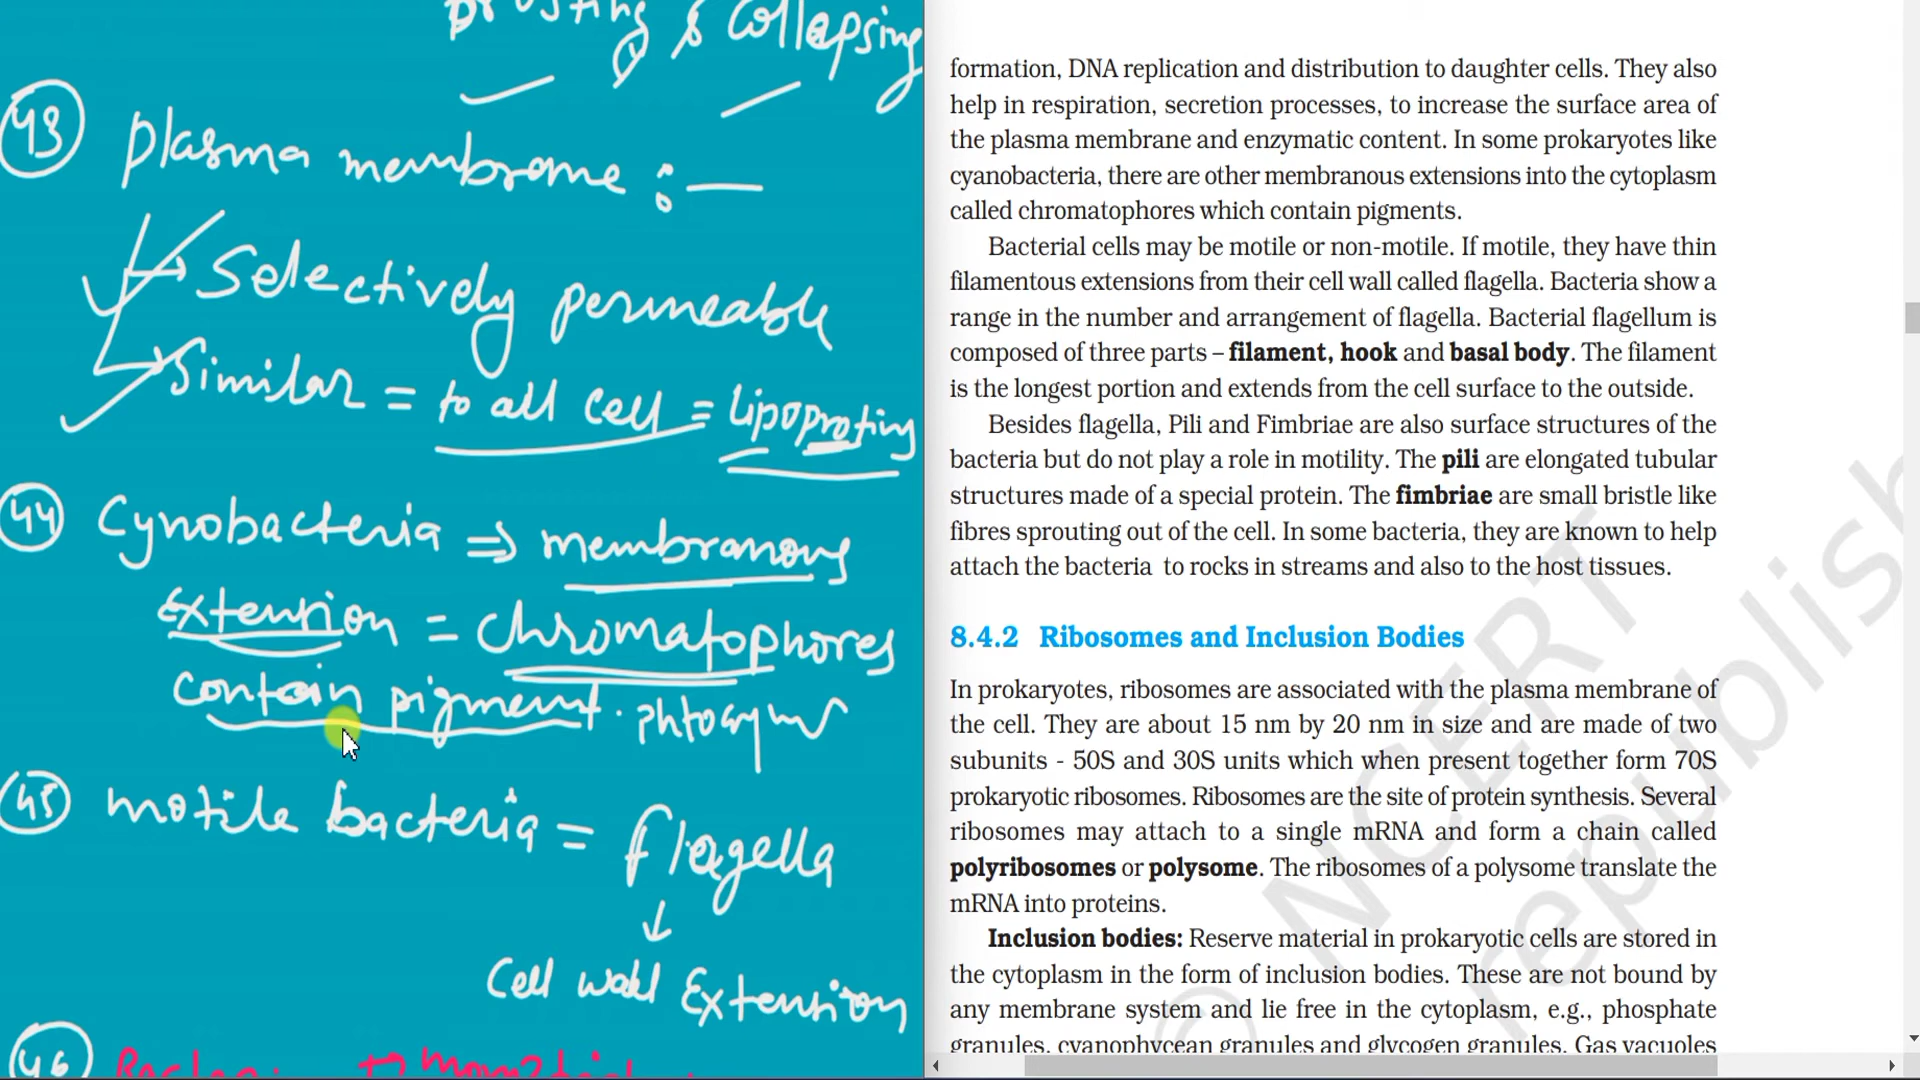 & collapsing
43 Plasma membrane : —
Selectively permeable
Similar = to all cell = Lipoproting
44 Cynobacteria ⇒ membranous
Extention = chromatophores
contain pigment.
45 motile bacteria = flagella
↓
Cell wall Extension
46
formation, DNA replication and distribution to daughter cells. They also
help in respiration, secretion processes, to increase the surface area of
the plasma membrane and enzymatic content. In some prokaryotes like
cyanobacteria, there are other membranous extensions into the cytoplasm
called chromatophores which contain pigments.
Bacterial cells may be motile or non-motile. If motile, they have thin
filamentous extensions from their cell wall called flagella. Bacteria show a
range in the number and arrangement of flagella. Bacterial flagellum is
composed of three parts – filament, hook and basal body. The filament
is the longest portion and extends from the cell surface to the outside.
Besides flagella, Pili and Fimbriae are also surface structures of the
bacteria but do not play a role in motility. The pili are elongated tubular
structures made of a special protein. The fimbriae are small bristle like
fibres sprouting out of the cell. In some bacteria, they are known to help
attach the bacteria to rocks in streams and also to the host tissues.
8.4.2 Ribosomes and Inclusion Bodies
In prokaryotes, ribosomes are associated with the plasma membrane of
the cell. They are about 15 nm by 20 nm in size and are made of two
subunits - 50S and 30S units which when present together form 70S
prokaryotic ribosomes. Ribosomes are the site of protein synthesis. Several
ribosomes may attach to a single mRNA and form a chain called
polyribosomes or polysome. The ribosomes of a polysome translate the
mRNA into proteins.
Inclusion bodies: Reserve material in prokaryotic cells are stored in
the cytoplasm in the form of inclusion bodies. These are not bound by
any membrane system and lie free in the cytoplasm, e.g., phosphate
granules, cyanophycean granules and glycogen granules. Gas vacuoles
© NCERT
republish